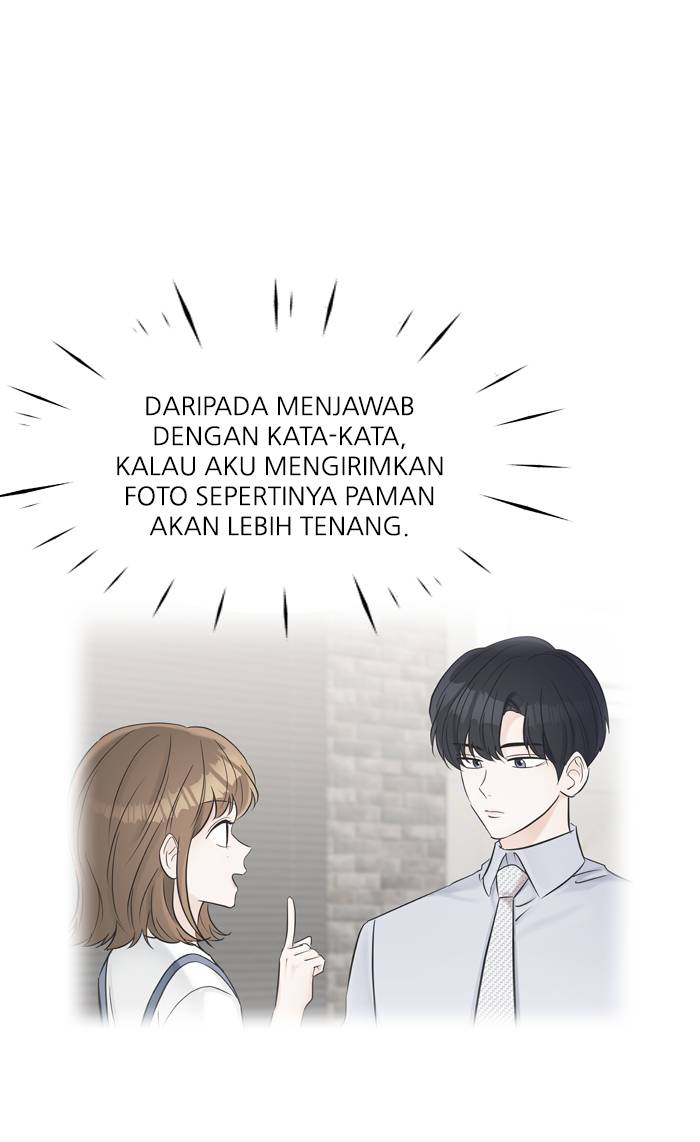 DARIPADA MENJAWAB
DENGAN KATA-KATA,
KALAU AKU MENGIRIMKAN
FOTO SEPERTINYA PAMAN
AKAN LEBIH TENANG.